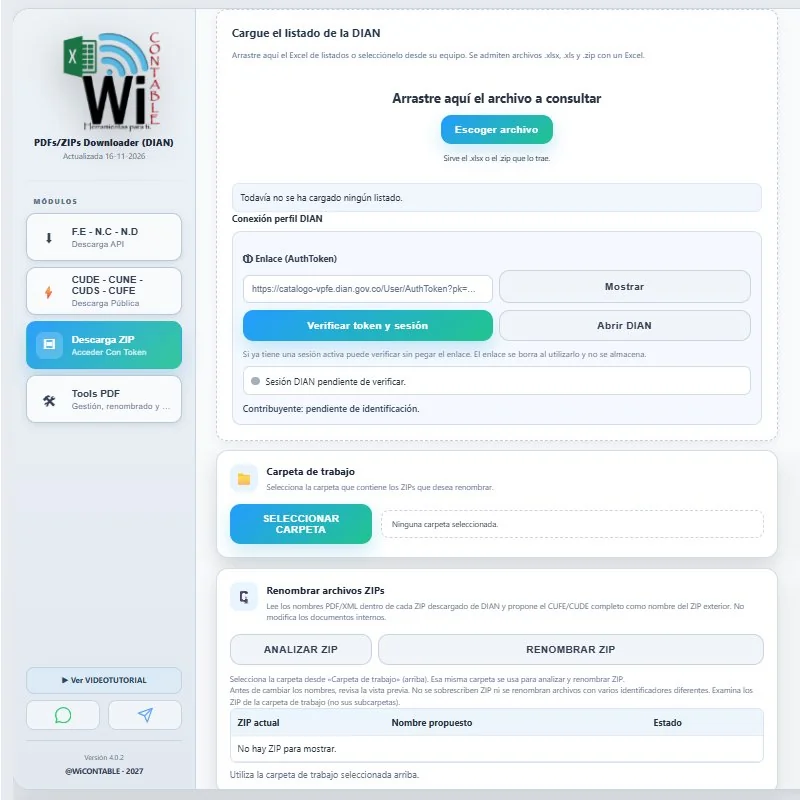 CONTABLE
Wi
Herramientas para ti.
PDFs/ZIPs Downloader (DIAN)
Actualizada 16-11-2026
MÓDULOS
F.E - N.C - N.D
Descarga API
CUDE - CUNE -
CUDS - CUFE
Descarga Pública
Descarga ZIP
Acceder Con Token
Tools PDF
Gestión, renombrado y ...
▶ Ver VIDEOTUTORIAL
Versión 4.0.2
@WiCONTABLE - 2027
Cargue el listado de la DIAN
Arrastre aquí el Excel de listados o selecciónelo desde su equipo. Se admiten archivos .xlsx, .xls y .zip con un Excel.
Arrastre aquí el archivo a consultar
Escoger archivo
Sirve el .xlsx o el .zip que lo trae.
Todavía no se ha cargado ningún listado.
Conexión perfil DIAN
Enlace (AuthToken)
https://catalogo-vpfe.dian.gov.co/User/AuthToken?pk=...
Mostrar
Verificar token y sesión
Abrir DIAN
Si ya tiene una sesión activa puede verificar sin pegar el enlace. El enlace se borra al utilizarlo y no se almacena.
Sesión DIAN pendiente de verificar.
Contribuyente: pendiente de identificación.
Carpeta de trabajo
Selecciona la carpeta que contiene los ZIPs que desea renombrar.
SELECCIONAR
CARPETA
Ninguna carpeta seleccionada.
Renombrar archivos ZIPs
Lee los nombres PDF/XML dentro de cada ZIP descargado de DIAN y propone el CUFE/CUDE completo como nombre del ZIP exterior. No
modifica los documentos internos.
ANALIZAR ZIP
RENOMBRAR ZIP
Selecciona la carpeta desde «Carpeta de trabajo» (arriba). Esa misma carpeta se usa para analizar y renombrar ZIP.
Antes de cambiar los nombres, revisa la vista previa. No se sobrescriben ZIP ni se renombran archivos con varios identificadores diferentes. Examina los
ZIP de la carpeta de trabajo (no sus subcarpetas).
ZIP actual Nombre propuesto Estado
No hay ZIP para mostrar.
Utiliza la carpeta de trabajo seleccionada arriba.